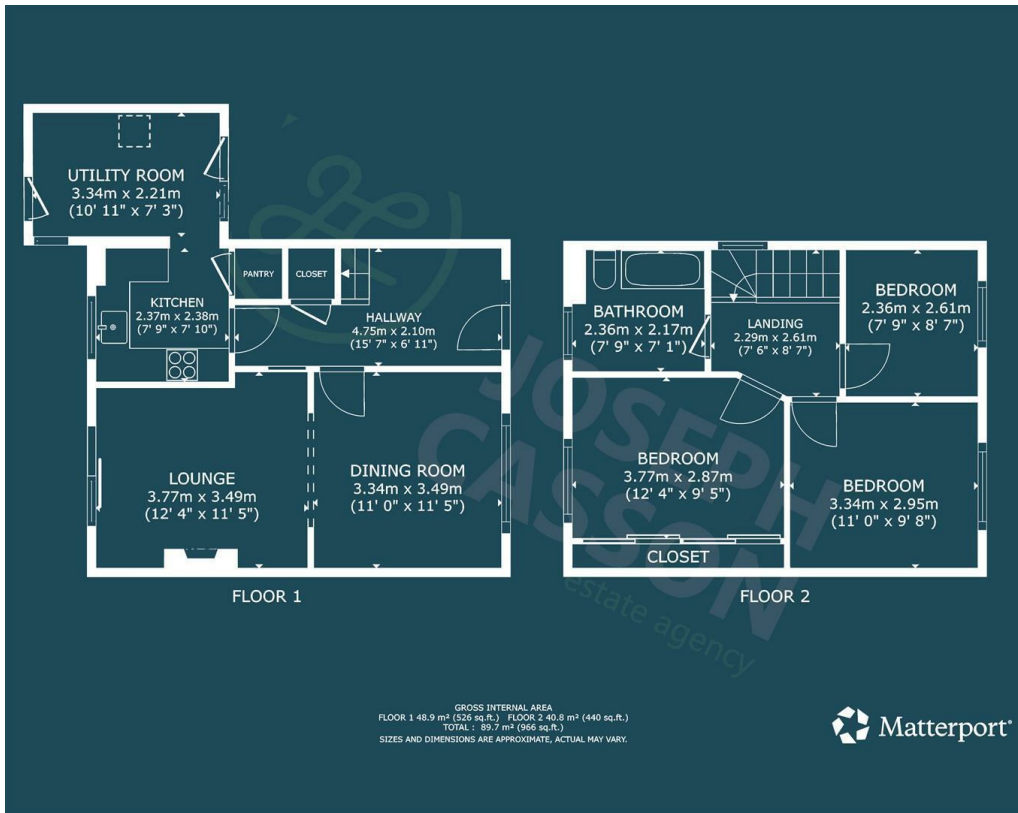 UTILITY ROOM
3.34m x 2.21m
(10' 11" x 7' 3")
PANTRY
CLOSET
KITCHEN
2.37m x 2.38m
(7' 9" x 7' 10")
HALLWAY
4.75m x 2.10m
(15' 7" x 6' 11")
LOUNGE
3.77m x 3.49m
(12' 4" x 11' 5")
DINING ROOM
3.34m x 3.49m
(11' 0" x 11' 5")
FLOOR 1
BATHROOM
2.36m x 2.17m
(7' 9" x 7' 1")
LANDING
2.29m x 2.61m
(7' 6" x 8' 7")
BEDROOM
2.36m x 2.61m
(7' 9" x 8' 7")
BEDROOM
3.77m x 2.87m
(12' 4" x 9' 5")
BEDROOM
3.34m x 2.95m
(11' 0" x 9' 8")
CLOSET
FLOOR 2
JOSEPH
CASSON
estate agency
GROSS INTERNAL AREA
FLOOR 1 48.9 m² (526 sq.ft.) FLOOR 2 40.8 m² (440 sq.ft.)
TOTAL : 89.7 m² (966 sq.ft.)
SIZES AND DIMENSIONS ARE APPROXIMATE, ACTUAL MAY VARY.
Matterport®